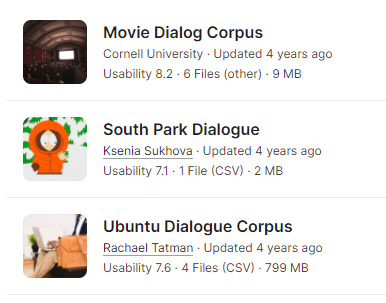 Movie Dialog Corpus
Cornell University · Updated 4 years ago
Usability 8.2 · 6 Files (other) · 9 MB
South Park Dialogue
Ksenia Sukhova · Updated 4 years ago
Usability 7.1 · 1 File (CSV) · 2 MB
Ubuntu Dialogue Corpus
Rachael Tatman · Updated 4 years ago
Usability 7.6 · 4 Files (CSV) · 799 MB